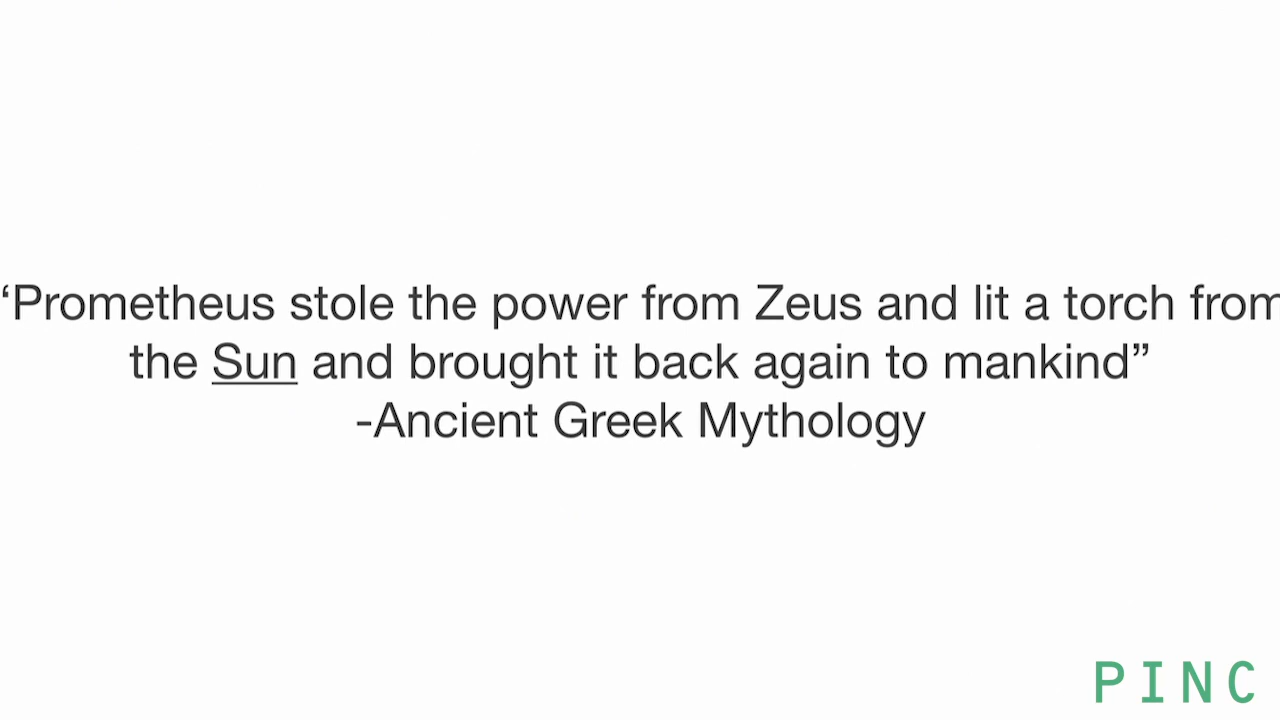 ‘Prometheus stole the power from Zeus and lit a torch from
the Sun and brought it back again to mankind”
-Ancient Greek Mythology
PINC